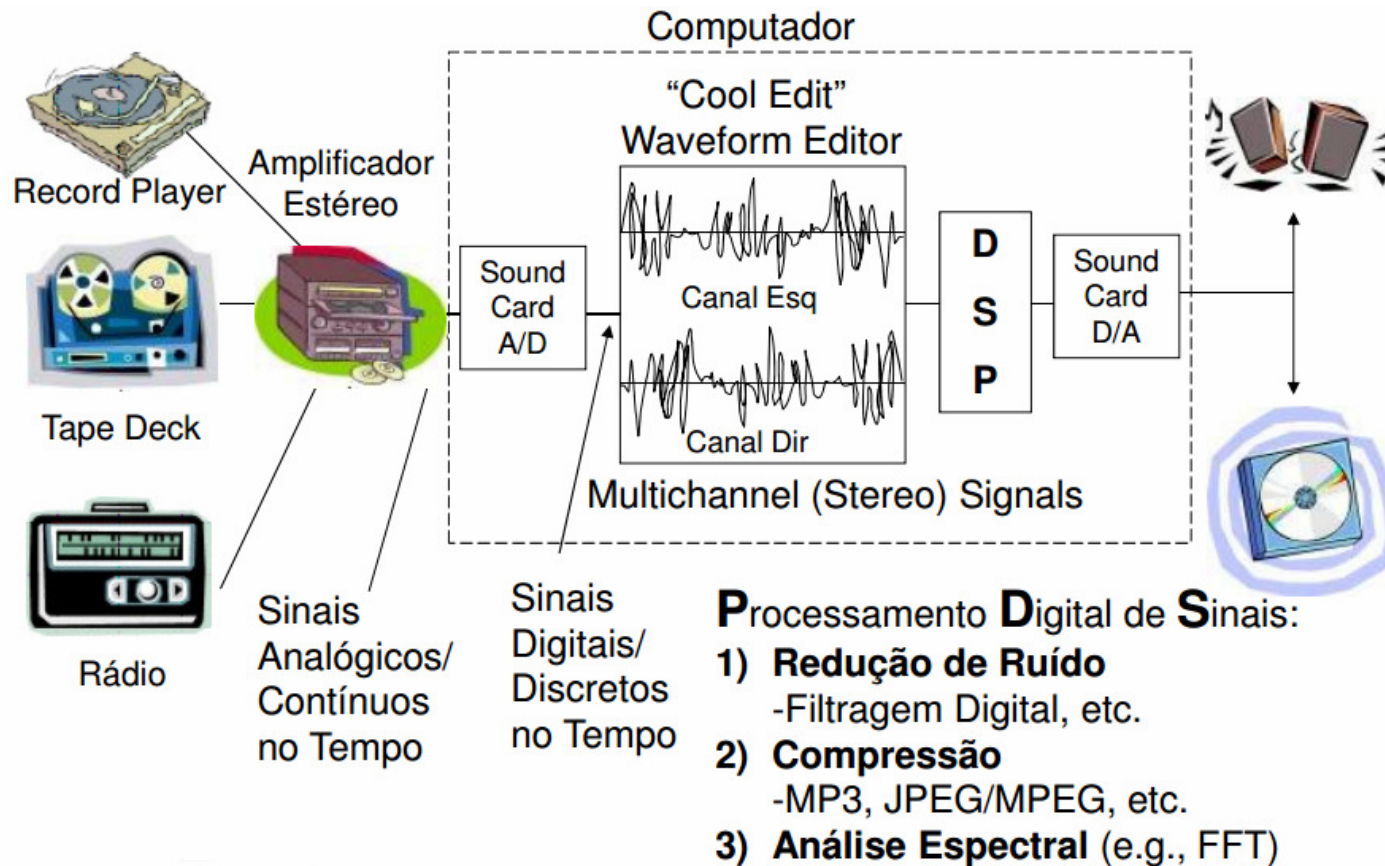 Computador
Record Player
Amplificador
Estéreo
Tape Deck
Rádio
Sound
Card
A/D
“Cool Edit”
Waveform Editor
Canal Esq
Canal Dir
Multichannel (Stereo) Signals
D
S
P
Sound
Card
D/A
Sinais
Analógicos/
Contínuos
no Tempo
Sinais
Digitais/
Discretos
no Tempo
Processamento Digital de Sinais:
1) Redução de Ruído
-Filtragem Digital, etc.
2) Compressão
-MP3, JPEG/MPEG, etc.
3) Análise Espectral (e.g., FFT)